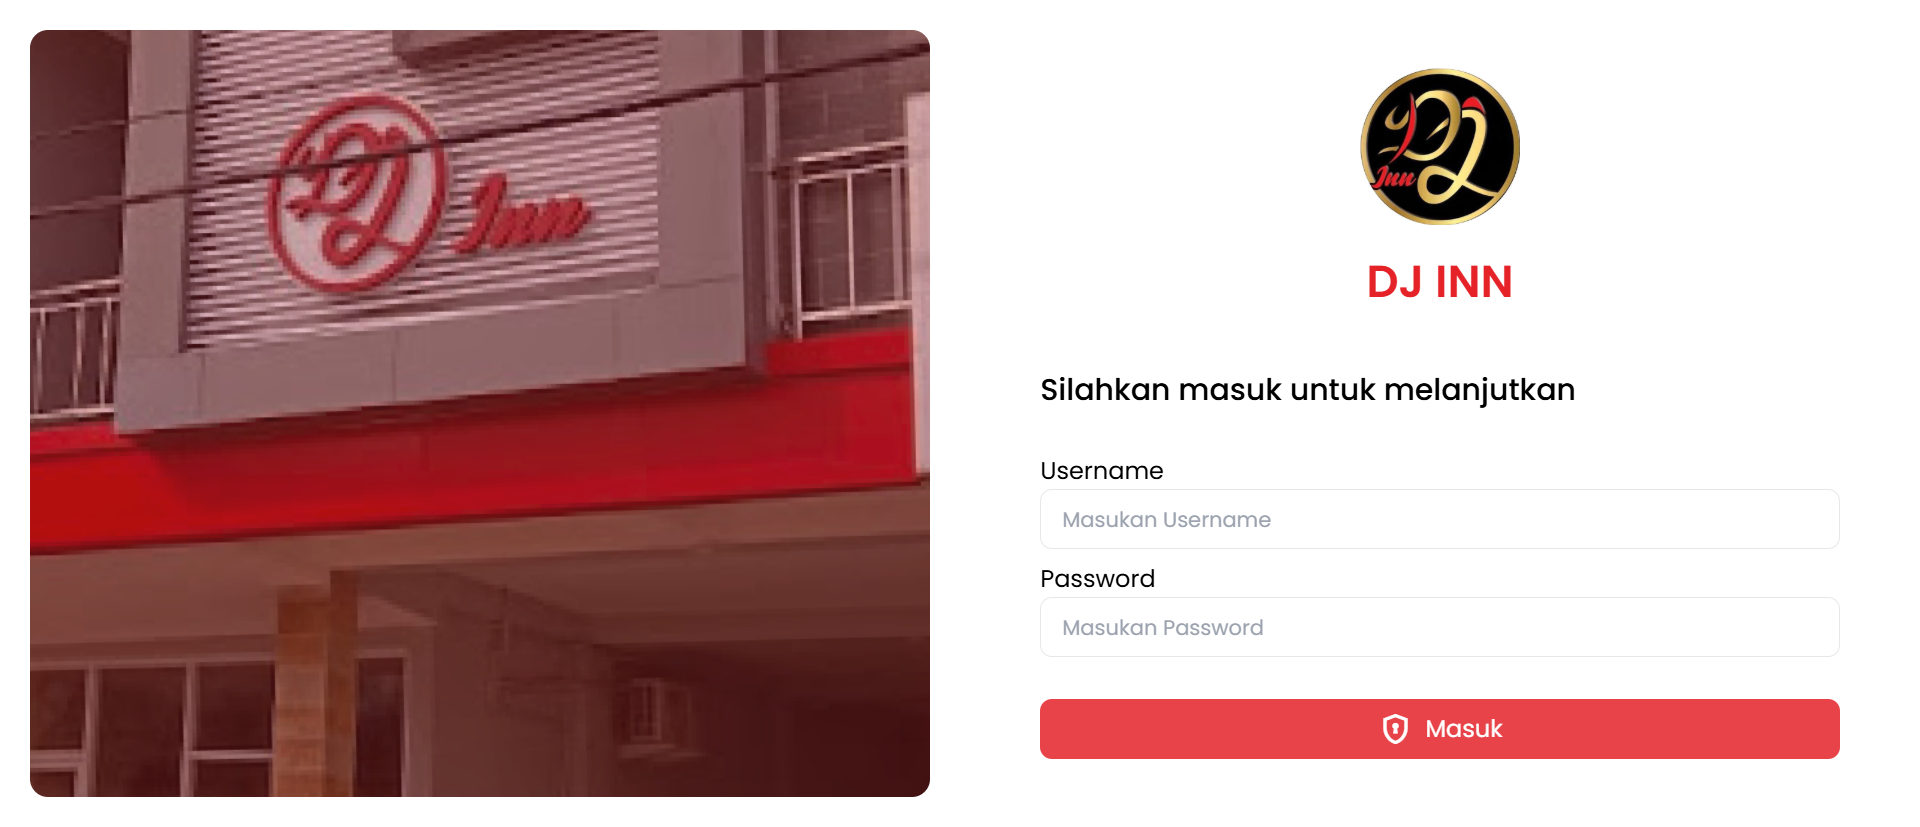 DJ Inn
DJ
Inn
DJ INN
Silahkan masuk untuk melanjutkan
Username
Masukan Username
Password
Masukan Password
Masuk